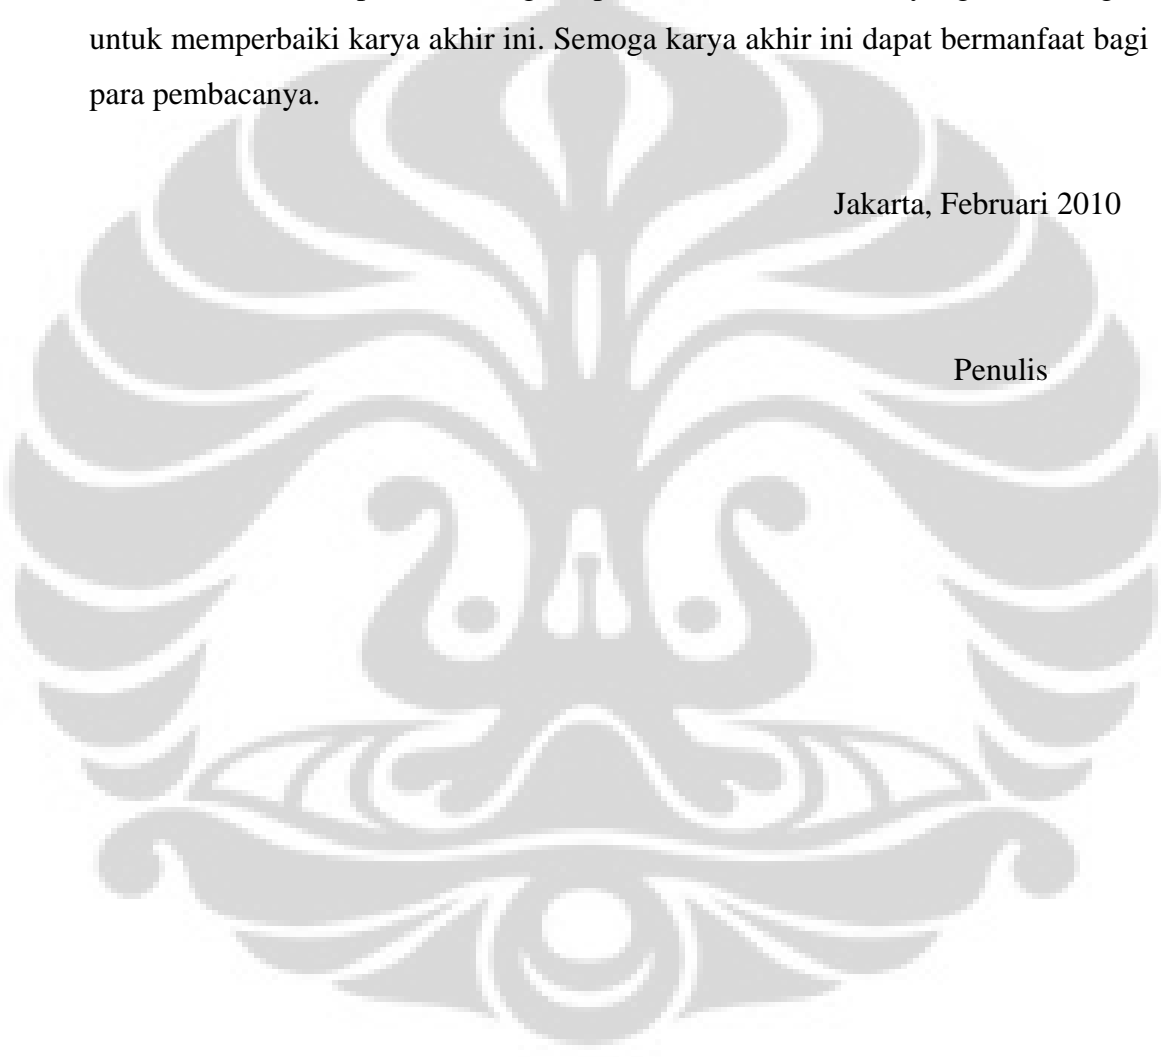 untuk memperbaiki karya akhir ini. Semoga karya akhir ini dapat bermanfaat bagi
para pembacanya.
Jakarta, Februari 2010
Penulis